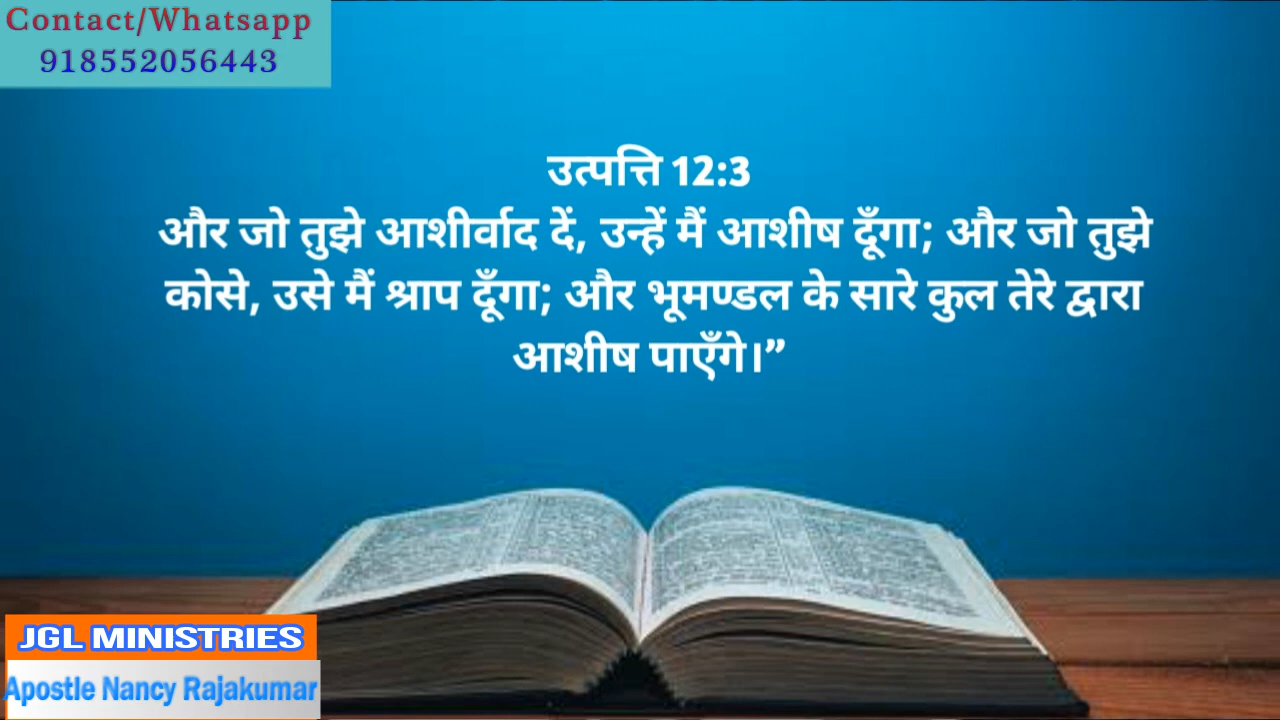 Contact/Whatsapp
918552056443
उत्पत्ति 12:3
और जो तुझे आशीर्वाद दें, उन्हें मैं आशीष दूँगा; और जो तुझे
कोसे, उसे मैं श्राप दूँगा; और भूमण्डल के सारे कुल तेरे द्वारा
आशीष पाएँगे।”
JGL MINISTRIES
Apostle Nancy Rajakumar